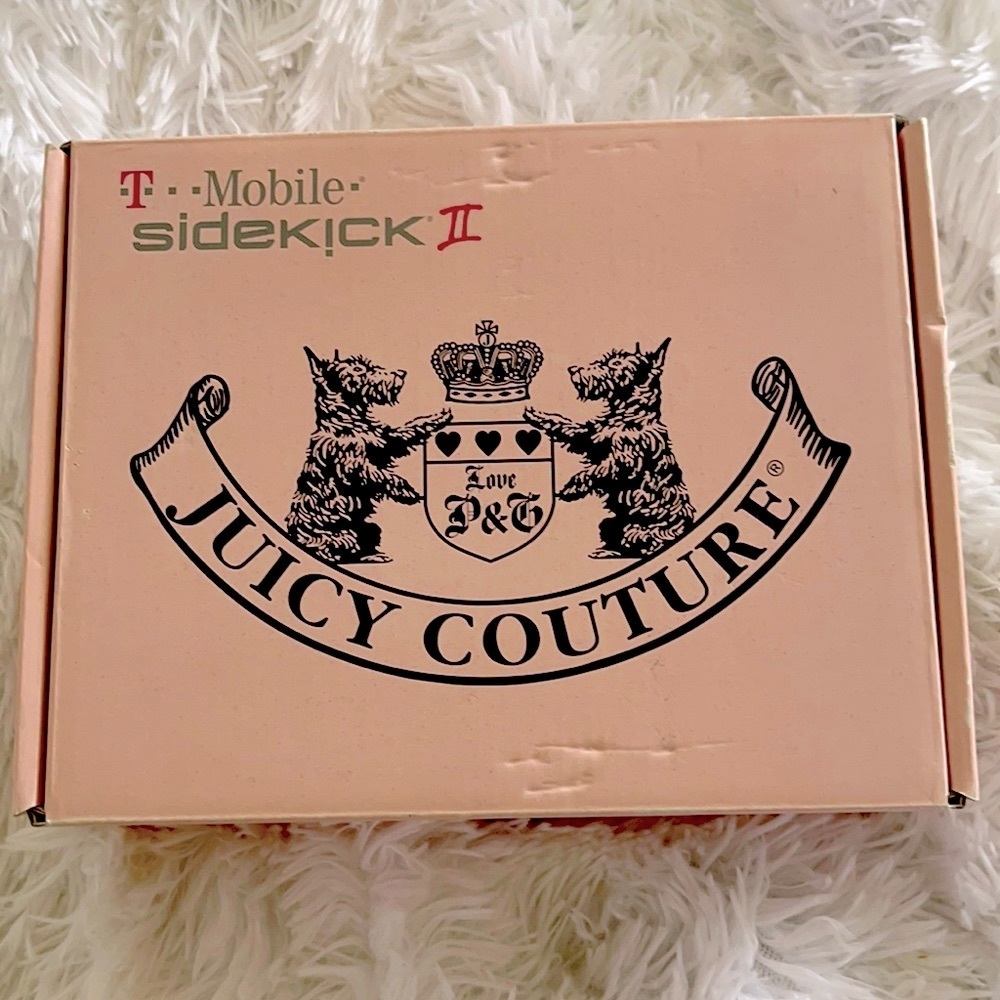 T··Mobile·
sidekick® II
J
Love
P&G
JUICY COUTURE®